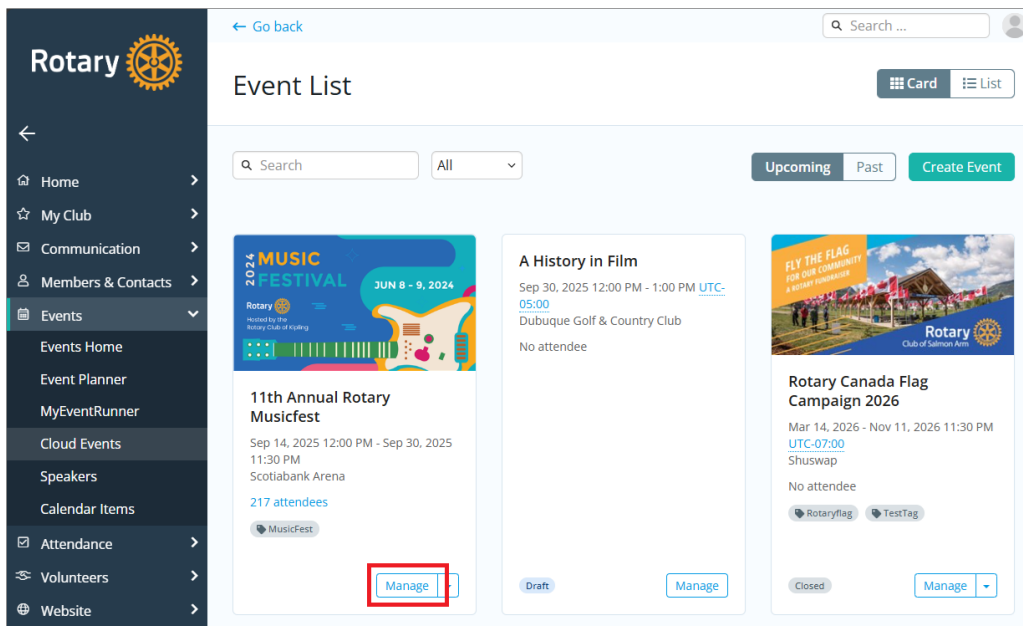 Rotary
← Go back
Search ...
Event List
Card
List
Search
All
Upcoming
Past
Create Event
Home
My Club
Communication
Members & Contacts
Events
Events Home
Event Planner
MyEventRunner
Cloud Events
Speakers
Calendar Items
Attendance
Volunteers
Website
2024
MUSIC
FESTIVAL
JUN 8 – 9, 2024
Rotary
Hosted by the
Rotary Club of Kipling
11th Annual Rotary
Musicfest
Sep 14, 2025 12:00 PM - Sep 30, 2025
11:30 PM
Scotiabank Arena
217 attendees
MusicFest
Manage
A History in Film
Sep 30, 2025 12:00 PM - 1:00 PM UTC-
05:00
Dubuque Golf & Country Club
No attendee
Draft
Manage
FLY THE FLAG
FOR OUR COMMUNITY
A ROTARY FUNDRAISER
Rotary
Club of Salmon Arm
Rotary Canada Flag
Campaign 2026
Mar 14, 2026 - Nov 11, 2026 11:30 PM
UTC-07:00
Shuswap
No attendee
Rotaryflag
TestTag
Closed
Manage